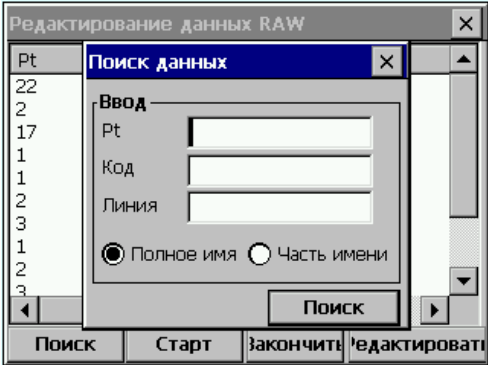 Редактирование данных RAW
Pt
Поиск данных
22
2
17
1
1
2
3
1
2
3
Ввод
Pt
Код
Линия
Полное имя Часть имени
Поиск
Поиск Старт Закончить Редактировать